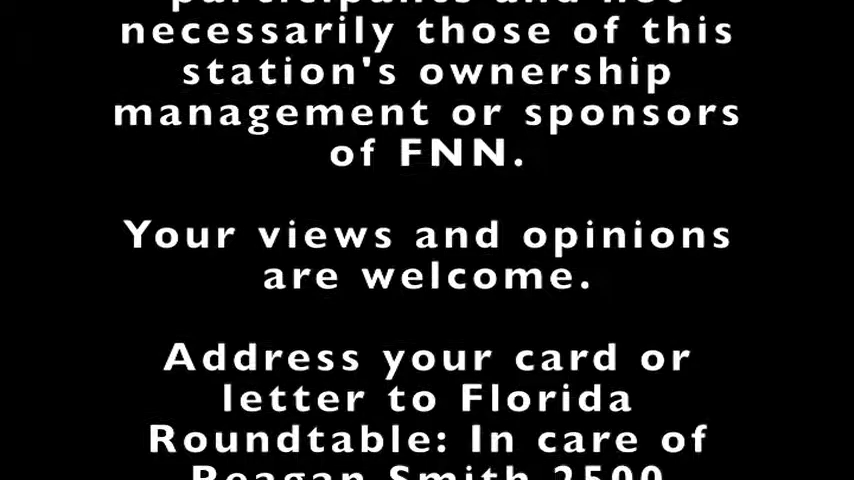 participants and not
necessarily those of this
station's ownership
management or sponsors
of FNN.
Your views and opinions
are welcome.
Address your card or
letter to Florida
Roundtable: In care of
Reagan Smith 2500